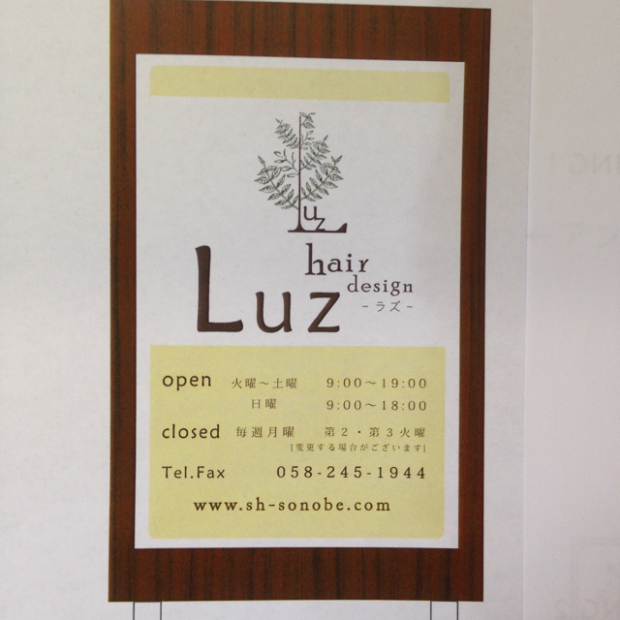 Luz
hair
design
Luz
- ラズ -
open 火曜～土曜 9:00～19:00
日曜 9:00～18:00
closed 毎週月曜 第2・第3火曜
[変更する場合がございます]
Tel.Fax 058-245-1944
www.sh-sonobe.com